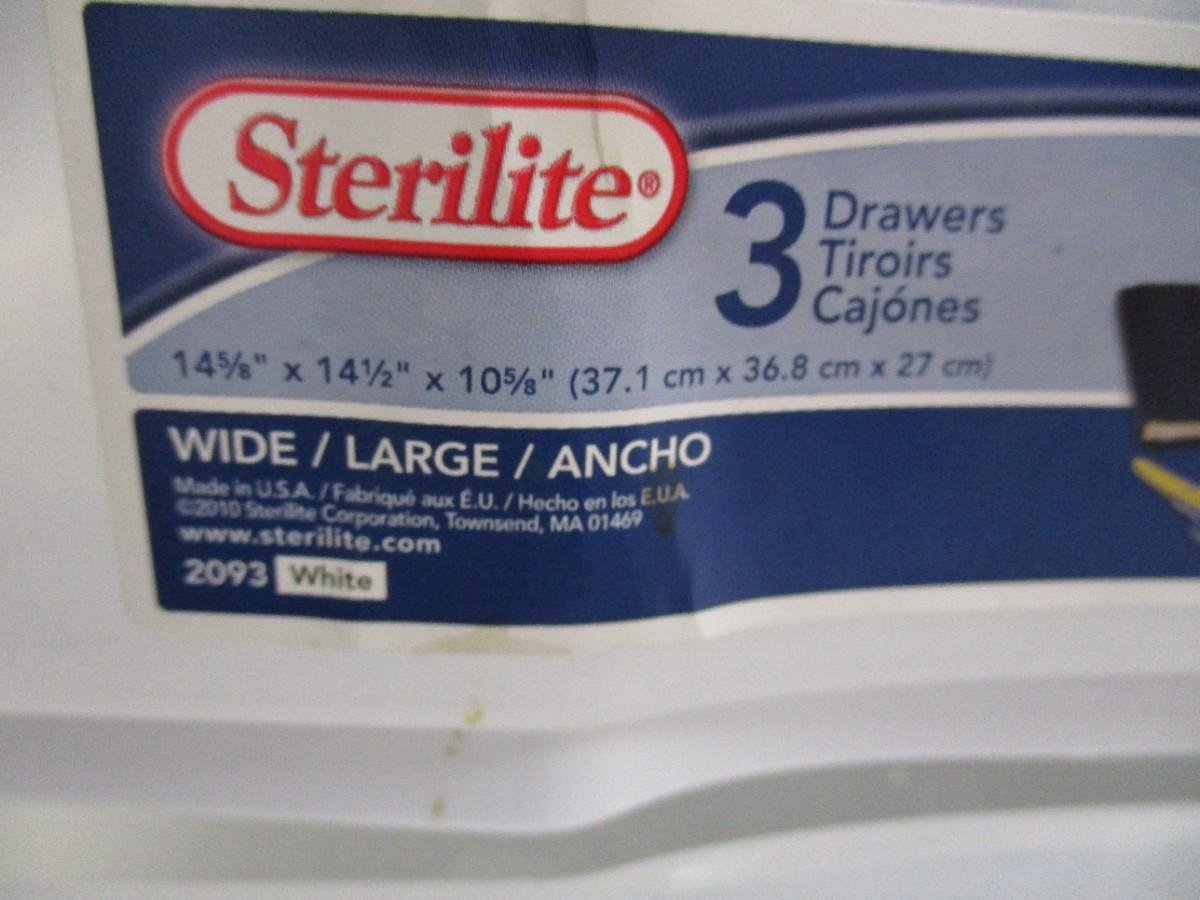 Sterilite®
3 Drawers
Tiroirs
Cajónes
14⅝" x 14½" x 10⅝" (37.1 cm x 36.8 cm x 27 cm)
WIDE / LARGE / ANCHO
Made in U.S.A. / Fabriqué aux É.U. / Hecho en los E.U.A.
©2010 Sterilite Corporation, Townsend, MA 01469
www.sterilite.com
2093 White